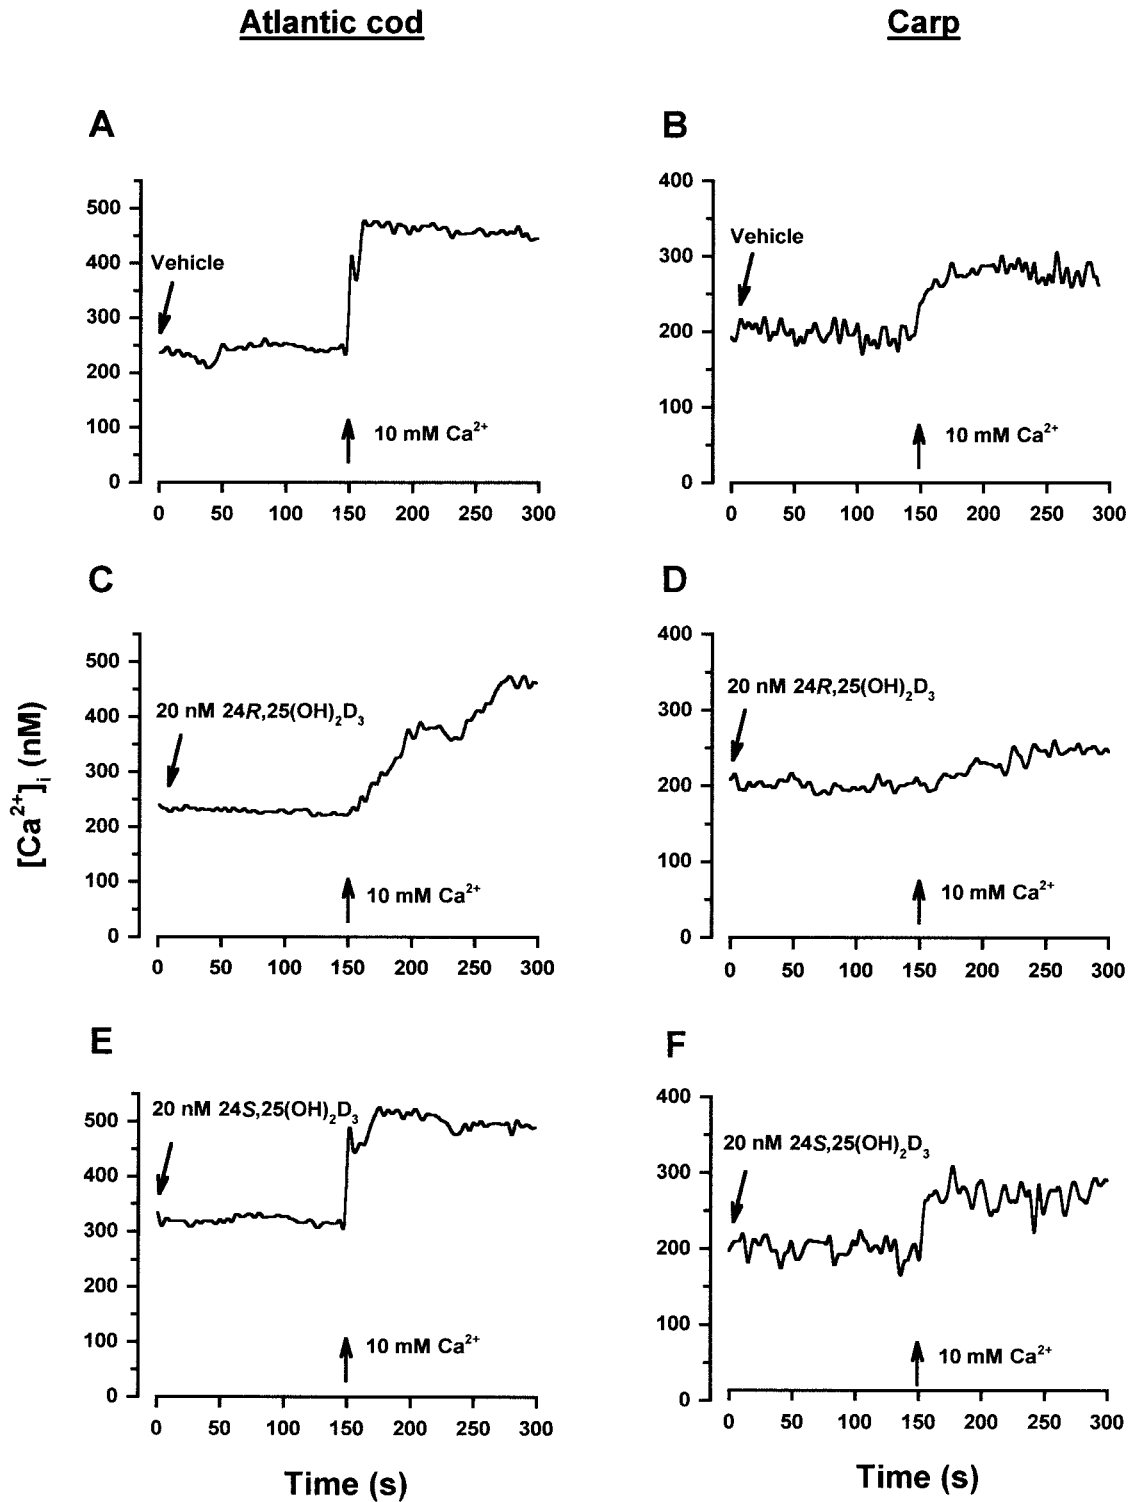 Atlantic cod Carp
A B
400
500
Vehicle
Vehicle
400 300
300
200
200
100
100 10 mM Ca²⁺ 10 mM Ca²⁺
0 0
0 50 100 150 200 250 300 0 50 100 150 200 250 300
C D
400
500
20 nM 24R,25(OH)₂D₃
20 nM 24R,25(OH)₂D₃
400 300
300
200
200
100
100 10 mM Ca²⁺ 10 mM Ca²⁺
0 0
0 50 100 150 200 250 300 0 50 100 150 200 250 300
[Ca²⁺]ᵢ (nM)
E F
400
20 nM 24S,25(OH)₂D₃
500
20 nM 24S,25(OH)₂D₃
400 300
300
200
200
100
100 10 mM Ca²⁺ 10 mM Ca²⁺
0 0
0 50 100 150 200 250 300 0 50 100 150 200 250 300
Time (s) Time (s)